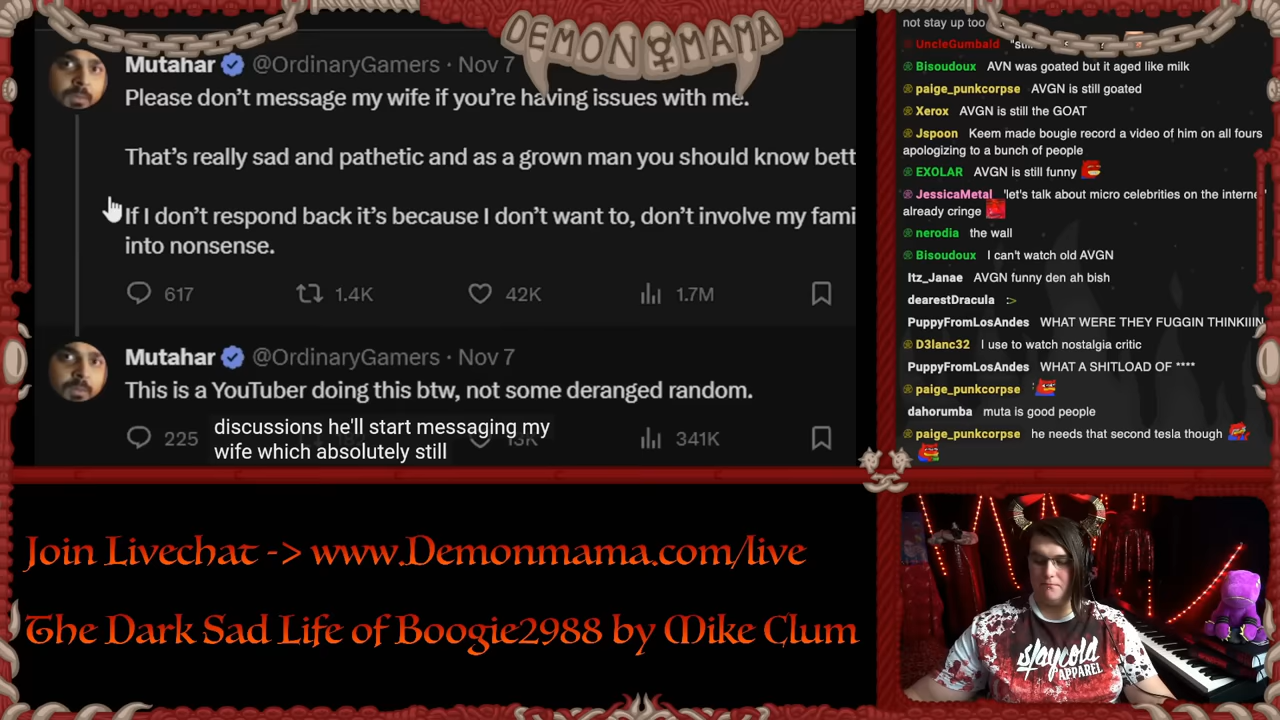 DEMON MAMA
Mutahar @OrdinaryGamers · Nov 7
Please don’t message my wife if you’re having issues with me.
That’s really sad and pathetic and as a grown man you should know bett
If I don’t respond back it’s because I don’t want to, don’t involve my fami
into nonsense.
617 1.4K 42K 1.7M
Mutahar @OrdinaryGamers · Nov 7
This is a YouTuber doing this btw, not some deranged random.
discussions he'll start messaging my
wife which absolutely still
225 341K
not stay up too
UncleGumbald
Bisoudoux AVN was goated but it aged like milk
paige_punkcorpse AVGN is still goated
Xerox AVGN is still the GOAT
Jspoon Keem made bougie record a video of him on all fours
apologizing to a bunch of people
EXOLAR AVGN is still funny
JessicaMetal 'let's talk about micro celebrities on the interne
already cringe
nerodia the wall
Bisoudoux I can't watch old AVGN
Itz_Janae AVGN funny den ah bish
dearestDracula :>
PuppyFromLosAndes WHAT WERE THEY FUGGIN THINKIIIN
D3lanc32 I use to watch nostalgia critic
PuppyFromLosAndes WHAT A SHITLOAD OF ****
paige_punkcorpse
dahorumba muta is good people
paige_punkcorpse he needs that second tesla though
Join Livechat -> www.Demonmama.com/live
The Dark Sad Life of Boogie2988 by Mike Clum
staycold
APPAREL